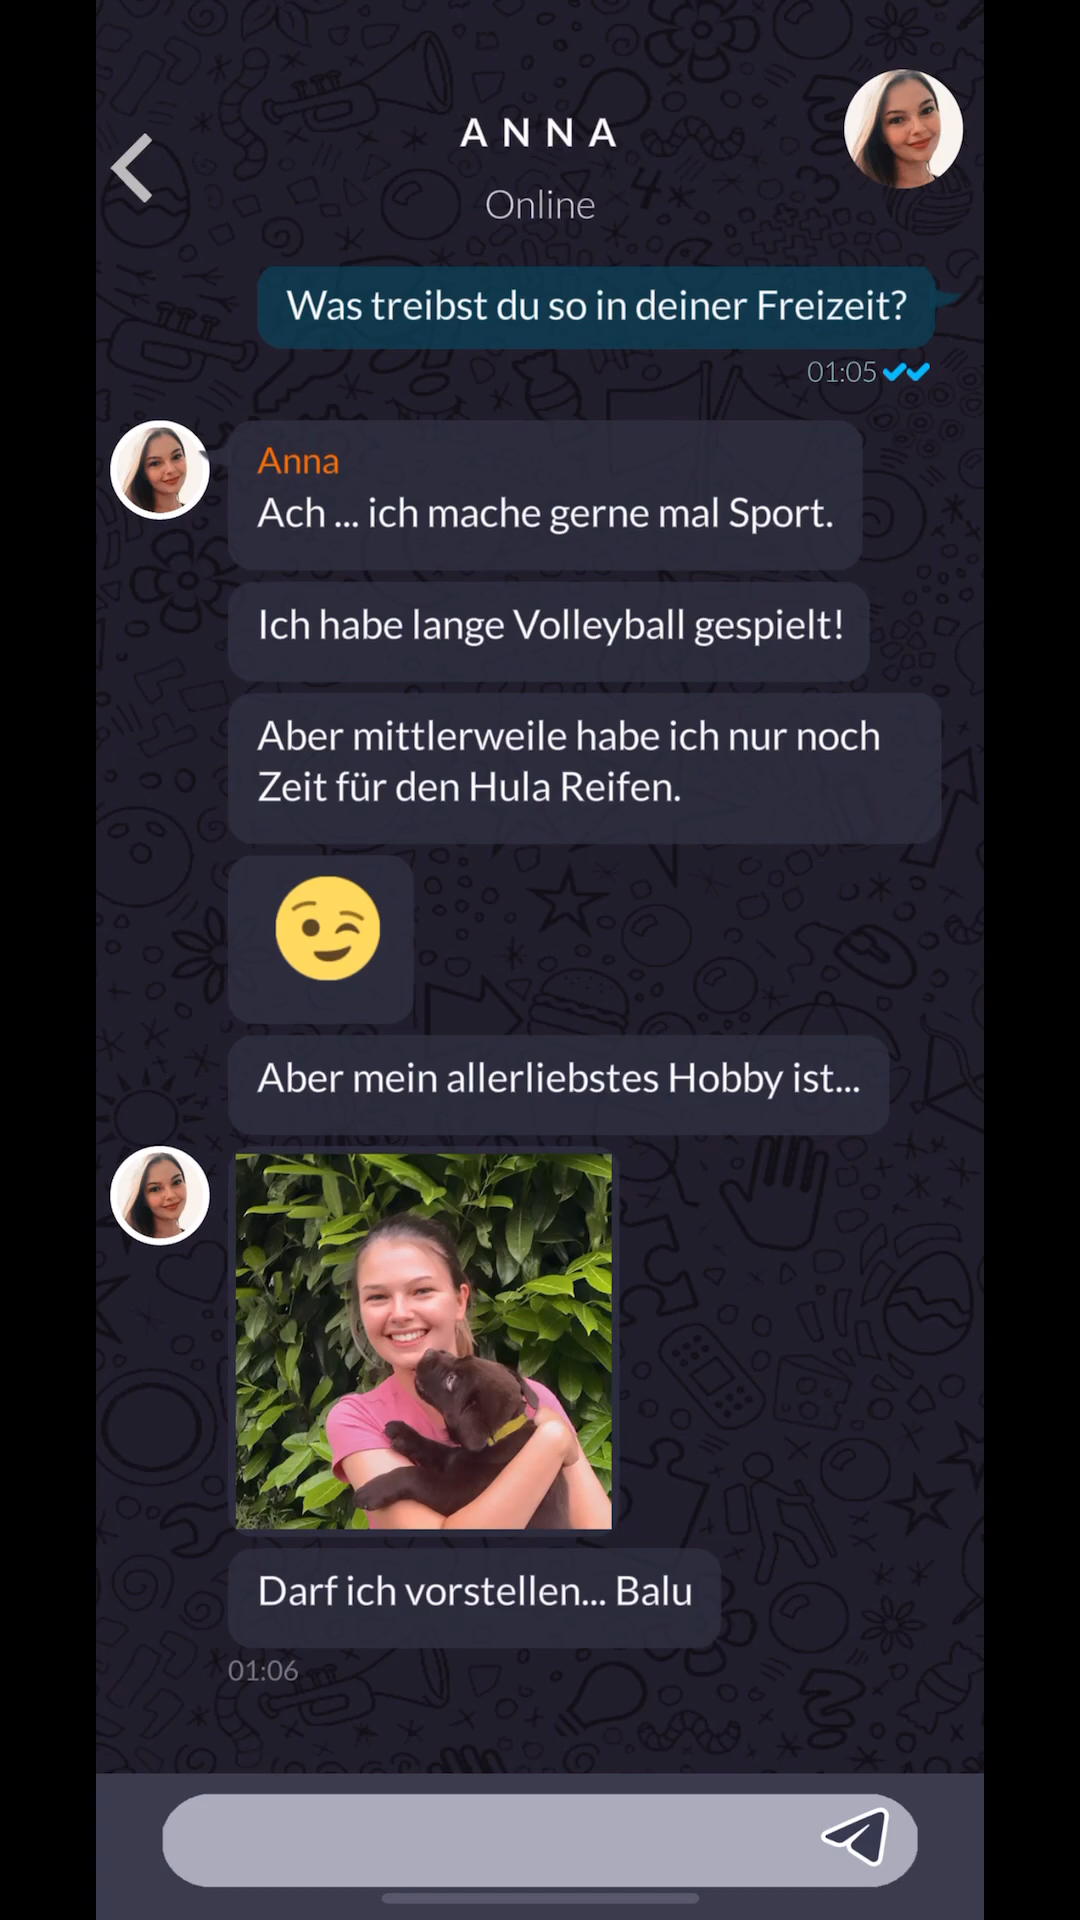 ANNA
Online
Was treibst du so in deiner Freizeit?
01:05
Anna
Ach ... ich mache gerne mal Sport.
Ich habe lange Volleyball gespielt!
Aber mittlerweile habe ich nur noch
Zeit für den Hula Reifen.
Aber mein allerliebstes Hobby ist...
Darf ich vorstellen... Balu
01:06